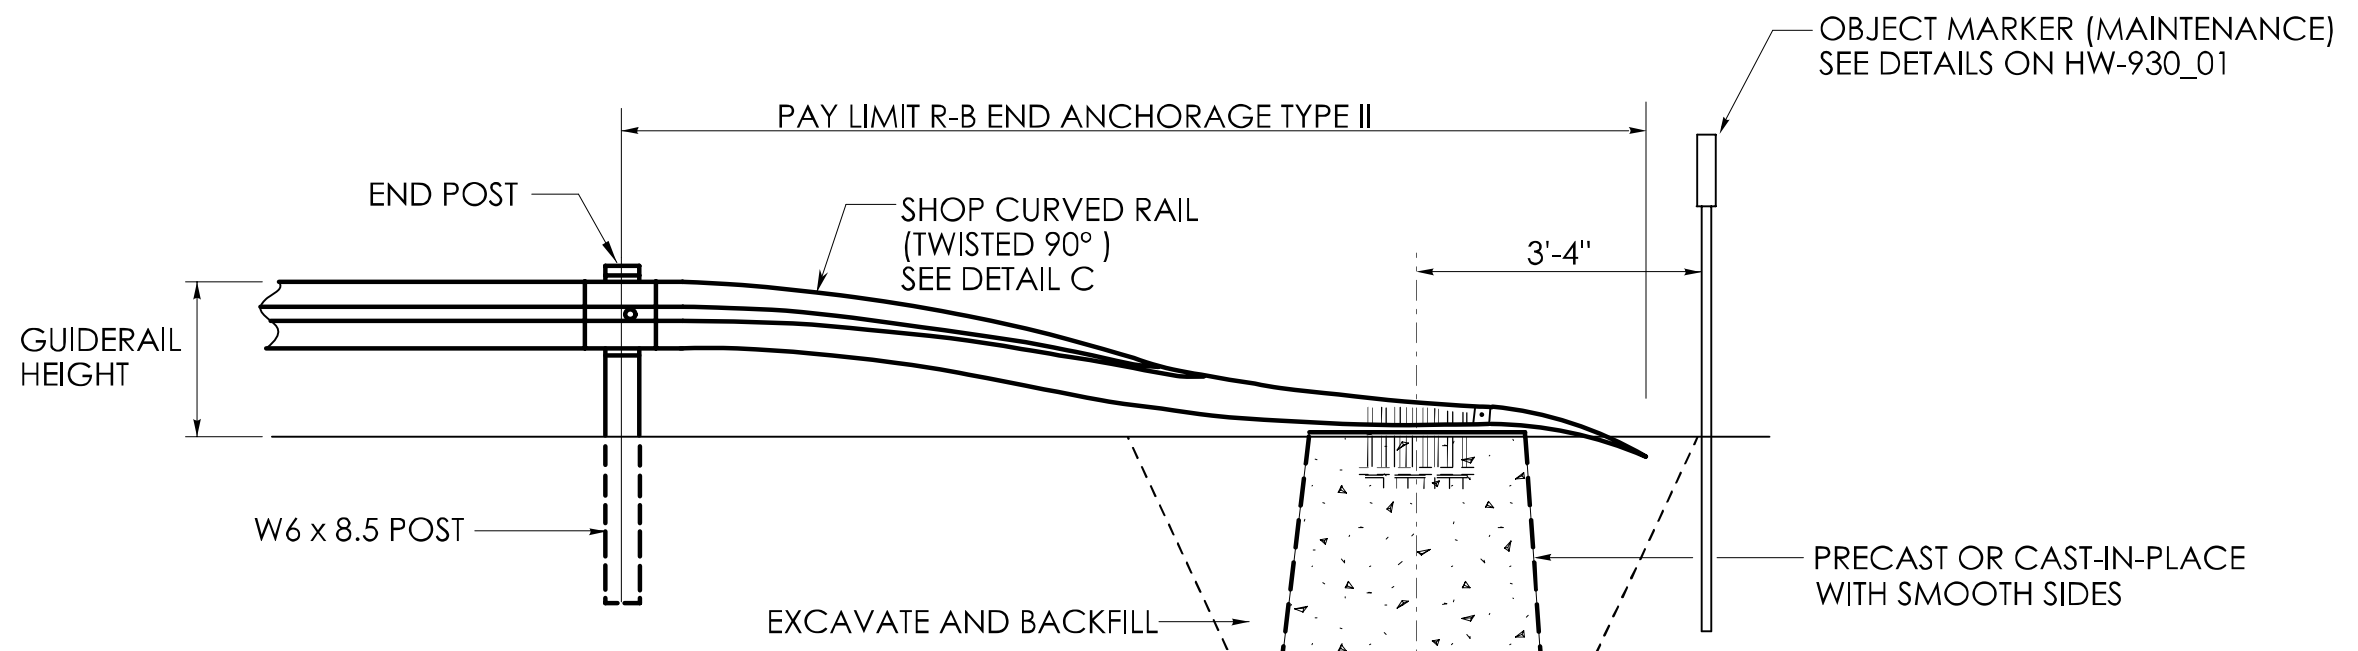 OBJECT MARKER (MAINTENANCE)
SEE DETAILS ON HW-930_01
PAY LIMIT R-B END ANCHORAGE TYPE II
END POST
SHOP CURVED RAIL
(TWISTED 90° )
SEE DETAIL C
3'-4"
GUIDERAIL
HEIGHT
W6 x 8.5 POST
PRECAST OR CAST-IN-PLACE
WITH SMOOTH SIDES
EXCAVATE AND BACKFILL